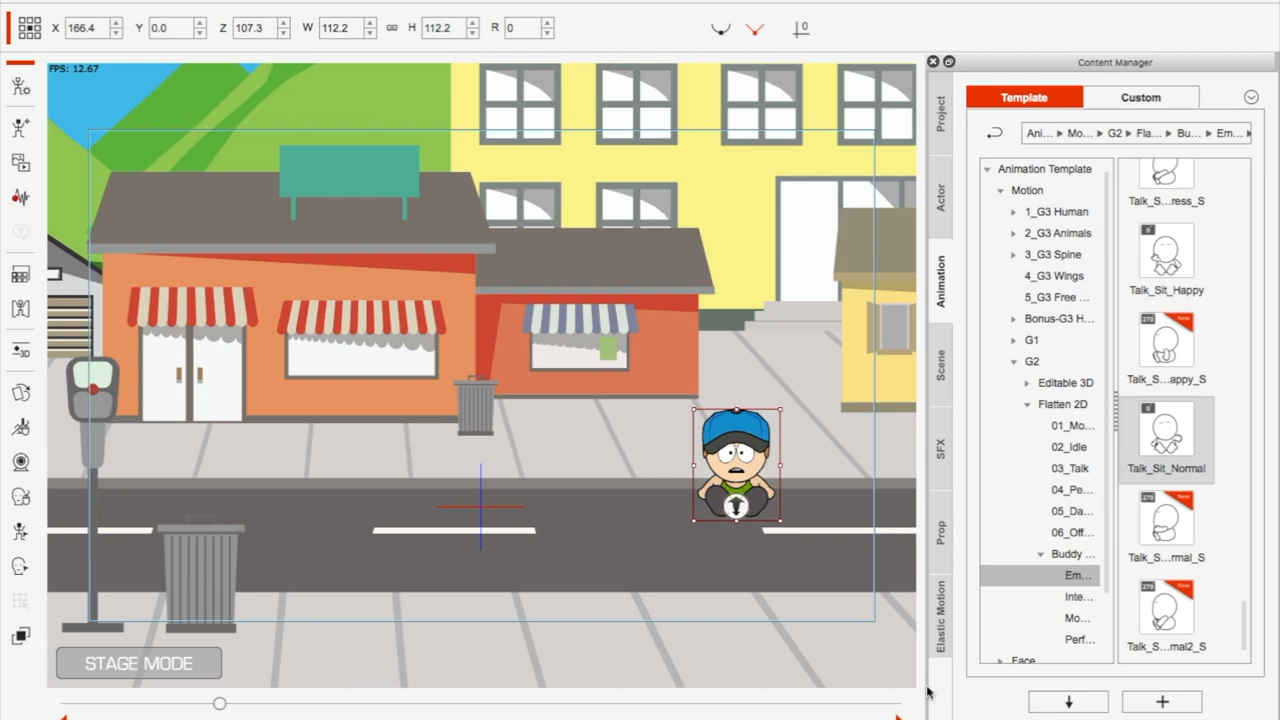 X 166.4 Y 0.0 Z 107.3 W 112.2 H 112.2 R 0
0
FPS: 12.67
Content Manager
Template
Custom
Ani... Mo... G2 Fla... Bu... Em...
Project
Actor
Animation
Scene
SFX
Prop
Elastic Motion
Animation Template
Motion
1_G3 Human
2_G3 Animals
3_G3 Spine
4_G3 Wings
5_G3 Free ...
Bonus-G3 H...
G1
G2
Editable 3D
Flatten 2D
01_Mo...
02_Idle
03_Talk
04_Pe...
05_Da...
06_Off...
Buddy ...
Em...
Inte...
Mo...
Perf...
Face
Talk_S...ress_S
0
Talk_Sit_Happy
Talk_S...appy_S
0
Talk_Sit_Normal
Talk_S...rmal_S
Talk_S...mal2_S
3D
STAGE MODE